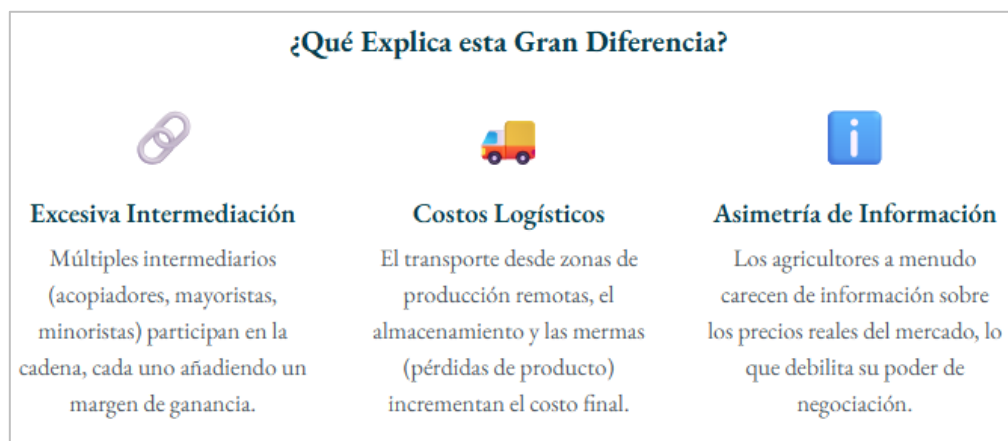 ¿Qué Explica esta Gran Diferencia?
Excesiva Intermediación
Múltiples intermediarios
(acopiadores, mayoristas,
minoristas) participan en la
cadena, cada uno añadiendo un
margen de ganancia.
Costos Logísticos
El transporte desde zonas de
producción remotas, el
almacenamiento y las mermas
(pérdidas de producto)
incrementan el costo final.
Asimetría de Información
Los agricultores a menudo
carecen de información sobre
los precios reales del mercado, lo
que debilita su poder de
negociación.